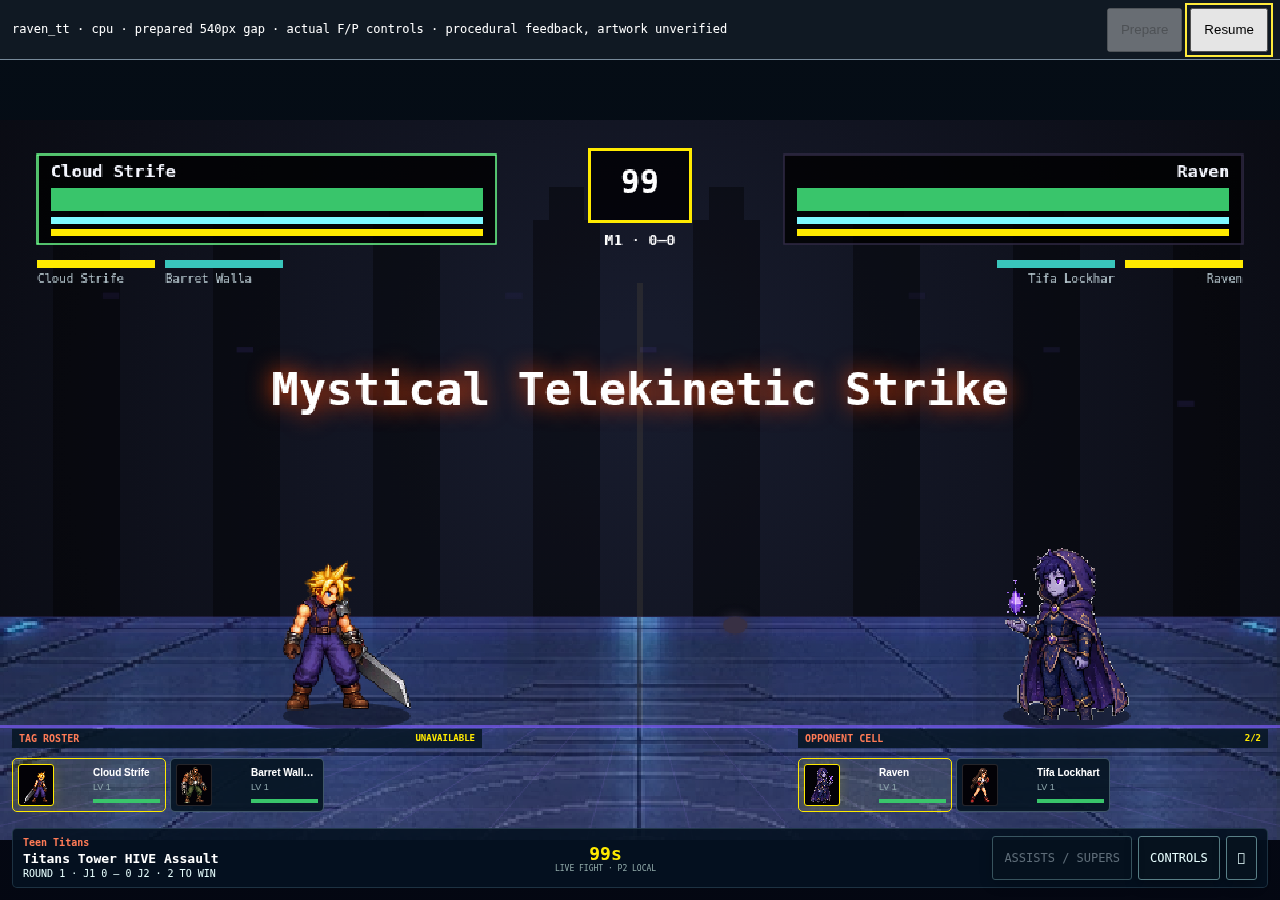 raven_tt · cpu · prepared 540px gap · actual F/P controls · procedural feedback, artwork unverified
Prepare
Resume
Cloud Strife
99
Raven
M1 · 0—0
Cloud Strife
Barret Walla
Tifa Lockhar
Raven
Mystical Telekinetic Strike
TAG ROSTER
UNAVAILABLE
OPPONENT CELL
2/2
Cloud Strife
LV 1
Barret Wall...
LV 1
Raven
LV 1
Tifa Lockhart
LV 1
Teen Titans
Titans Tower HIVE Assault
ROUND 1 · J1 0 — 0 J2 · 2 TO WIN
99s
LIVE FIGHT · P2 LOCAL
ASSISTS / SUPERS
CONTROLS